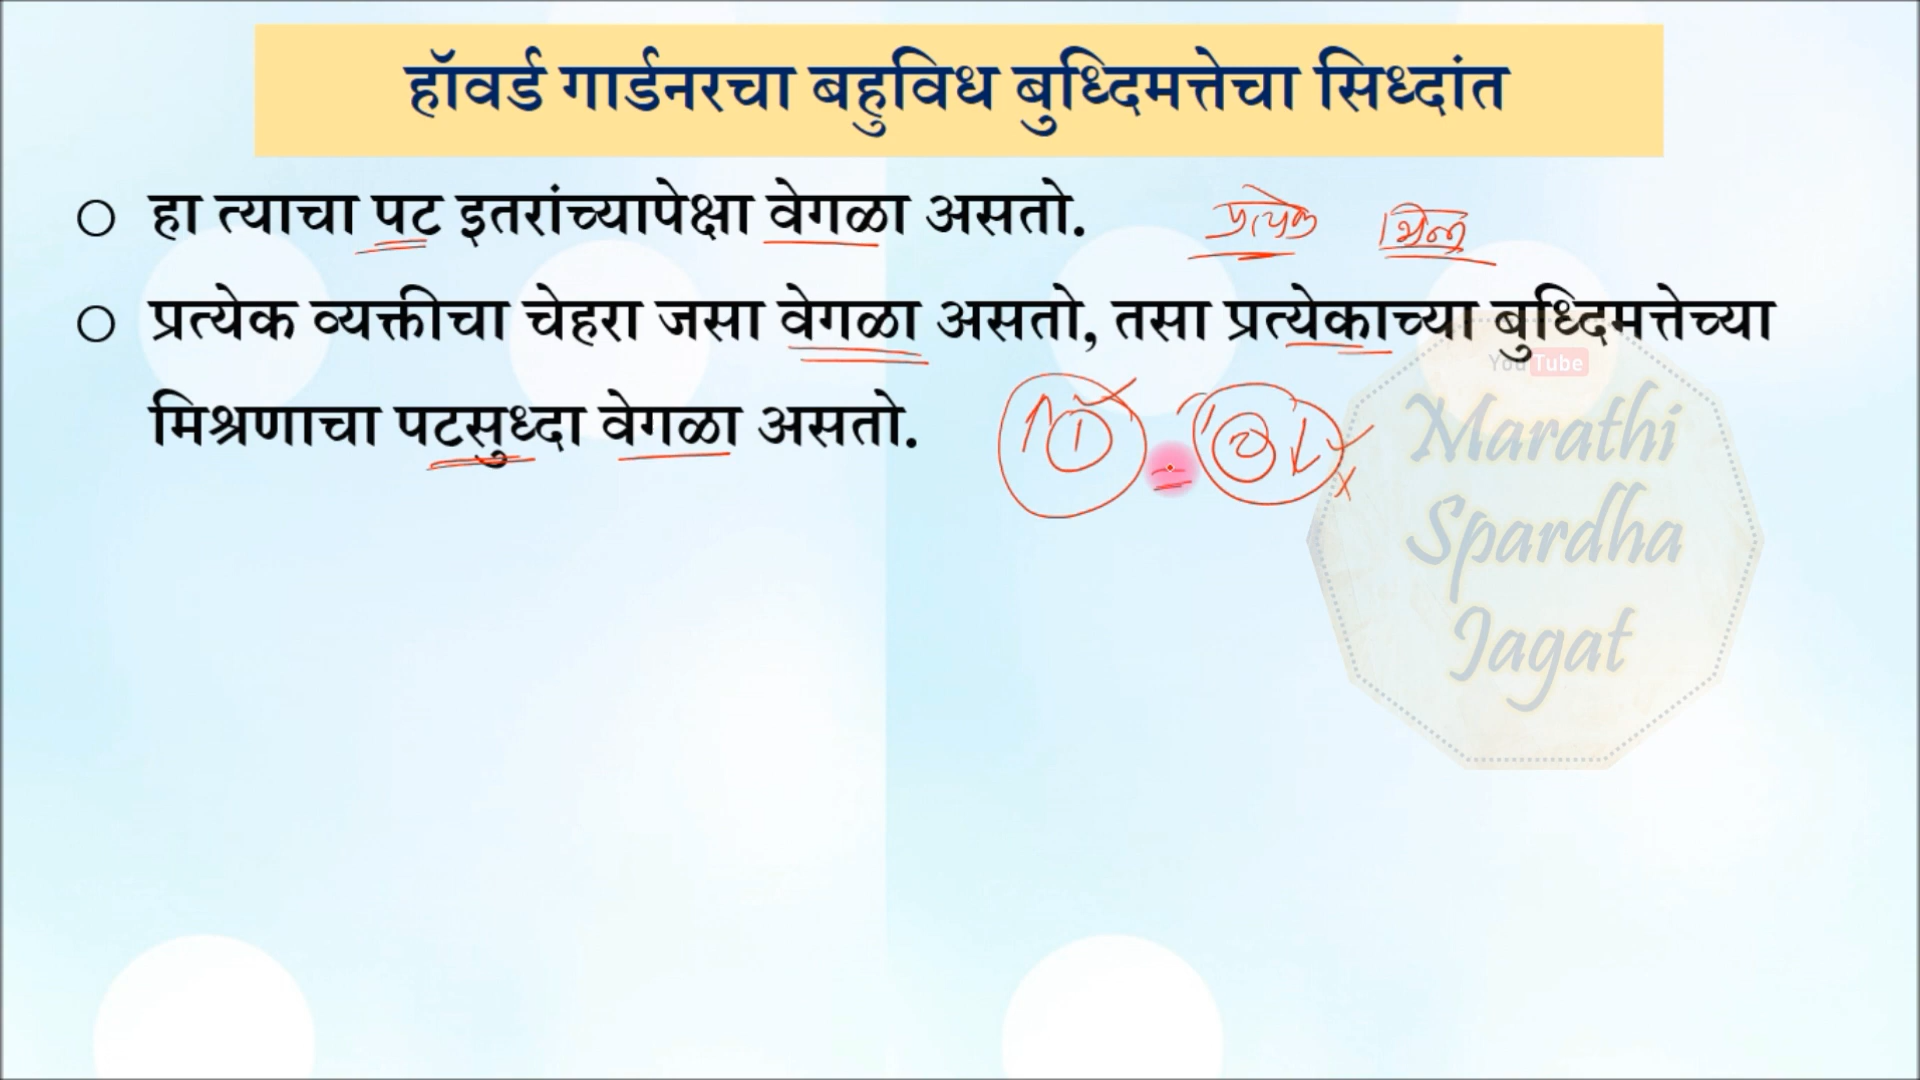 हॉवर्ड गार्डनरचा बहुविध बुध्दिमत्तेचा सिध्दांत
हा त्याचा पट इतरांच्यापेक्षा वेगळा असतो.
प्रत्येक भिन्न
प्रत्येक व्यक्तीचा चेहरा जसा वेगळा असतो, तसा प्रत्येकाच्या बुध्दिमत्तेच्या
मिश्रणाचा पटसुध्दा वेगळा असतो.
YouTube
Marathi
Spardha
Jagat